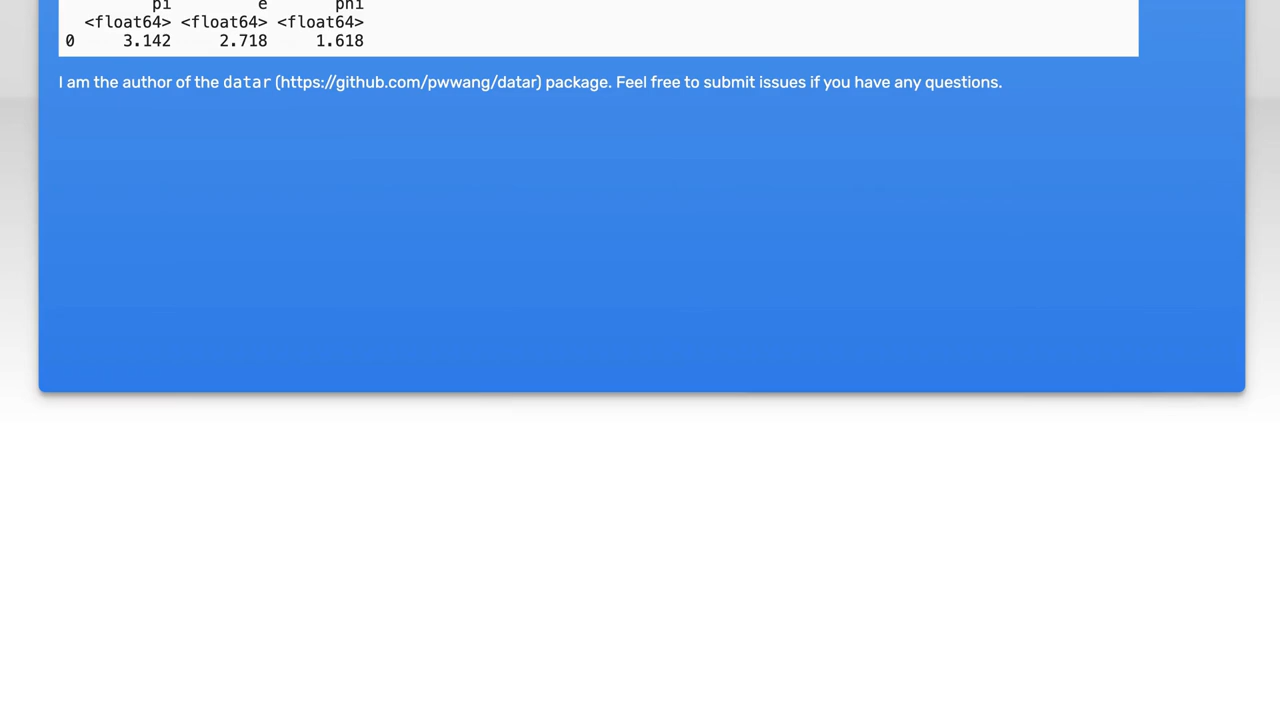 pi e phi
<float64> <float64> <float64>
0 3.142 2.718 1.618
I am the author of the datar (https://github.com/pwwang/datar) package. Feel free to submit issues if you have any questions.